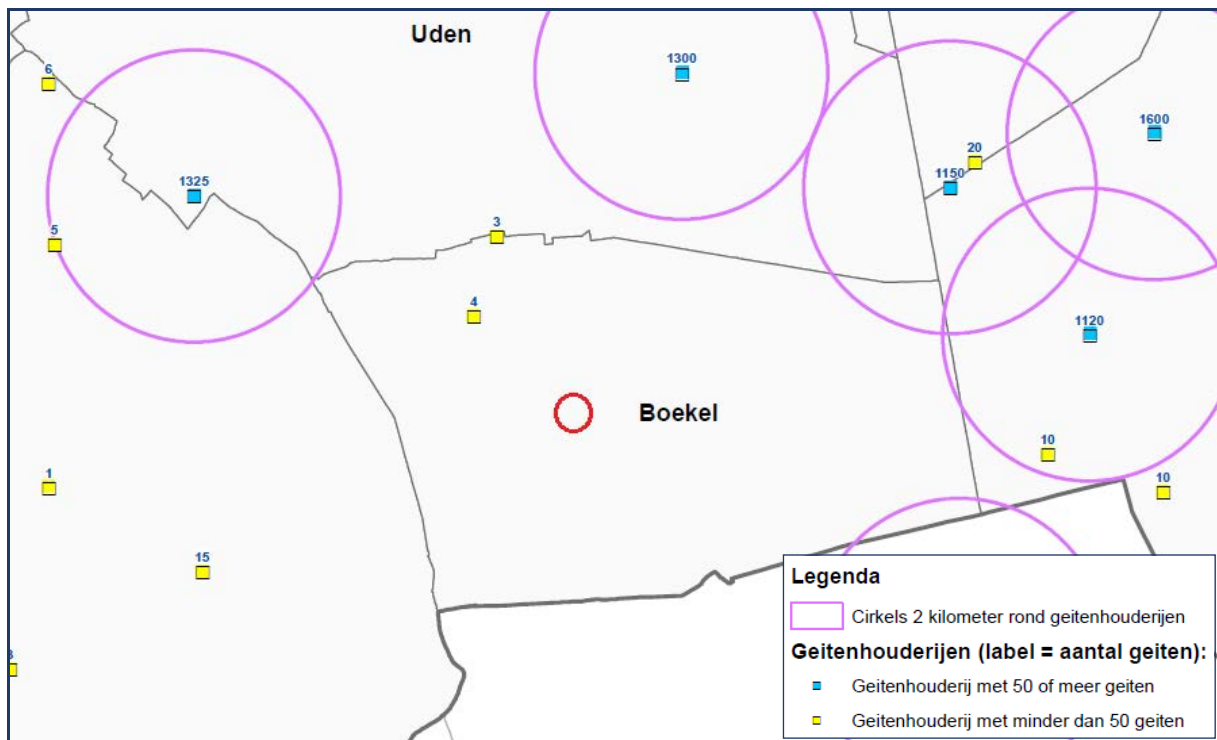 Uden
1300
6
1600
20
1325
1150
3
5
4
1120
Boekel
10
1
10
15
Legenda
Cirkels 2 kilometer rond geitenhouderijen
Geitenhouderijen (label = aantal geiten):
Geitenhouderij met 50 of meer geiten
Geitenhouderij met minder dan 50 geiten